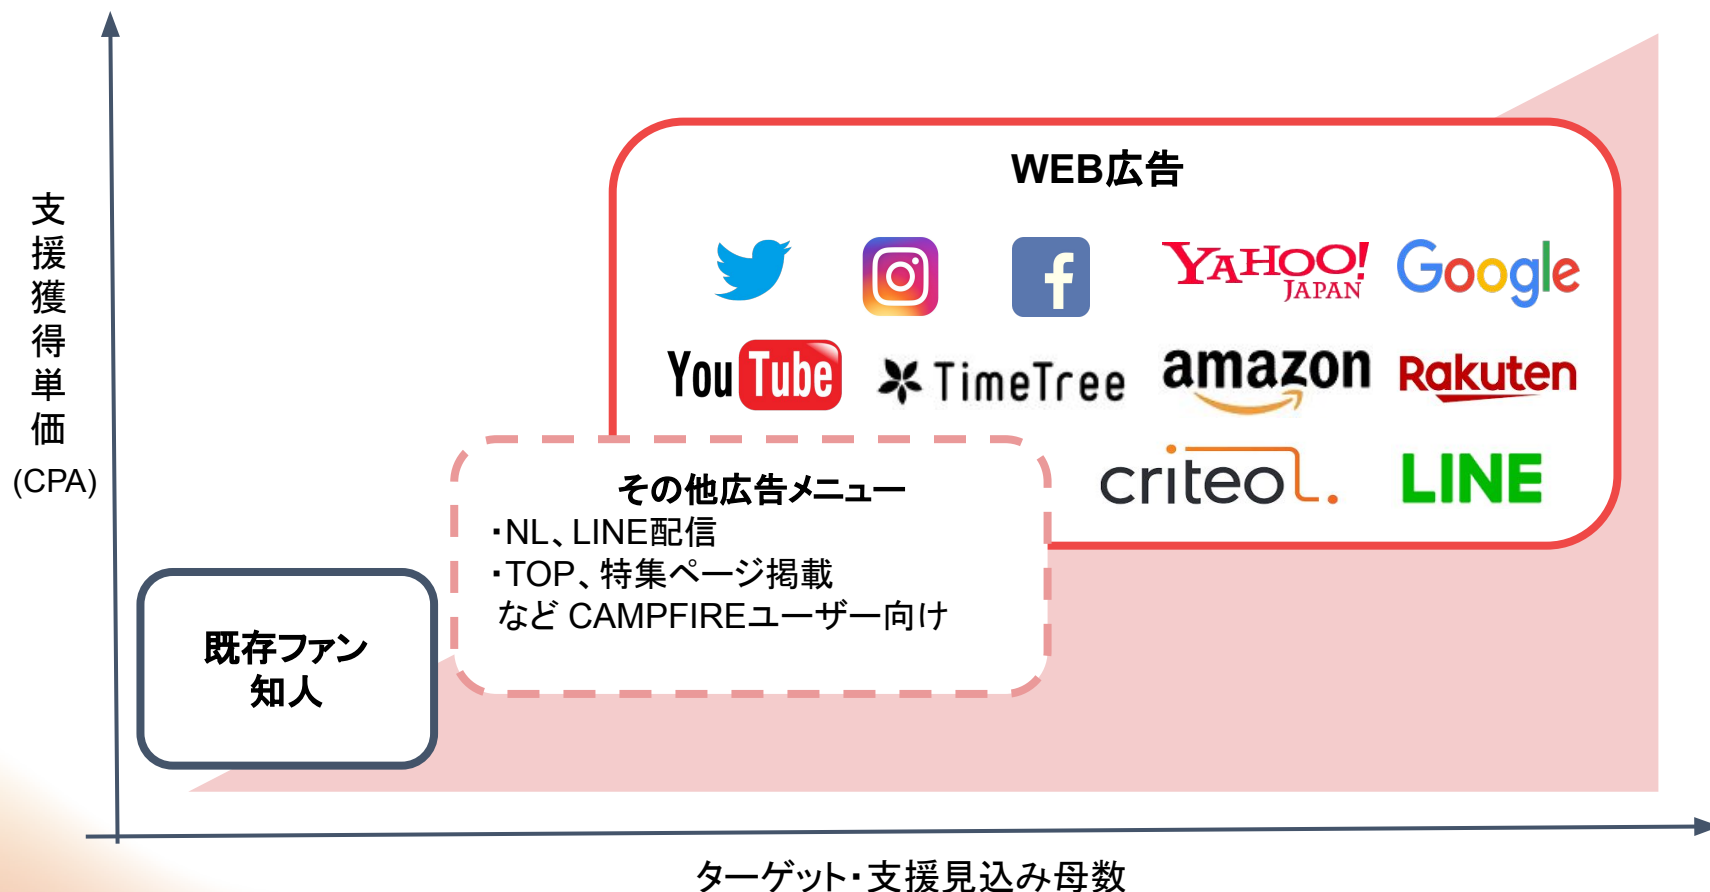 支援獲得単価
(CPA)
WEB広告
YAHOO!
JAPAN
Google
YouTube
TimeTree
amazon
Rakuten
criteo
LINE
その他広告メニュー
・NL、LINE配信
・TOP、特集ページ掲載
など CAMPFIREユーザー向け
既存ファン
知人
ターゲット・支援見込み母数